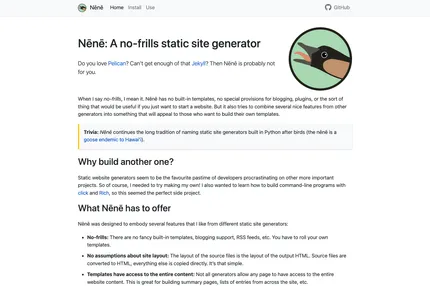 Nēnē Home Install Use GitHub
Nēnē: A no-frills static site generator
Do you love Pelican? Can't get enough of that Jekyll? Then Nēnē is probably not
for you.
When I say no-frills, I mean it. Nēnē has no built-in templates, no special provisions for blogging, plugins, or the sort of
thing that would be useful if you just want to start a website. But it also tries to combine several nice features from other
generators into something that will appeal to those who want to build their own templates.
Trivia: Nēnē continues the long tradition of naming static site generators built in Python after birds (the nēnē is a
goose endemic to Hawai'i).
Why build another one?
Static website generators seem to be the favourite pastime of developers procrastinating on other more important
projects. So of course, I needed to try making my own! I also wanted to learn how to build command-line programs with
click and Rich, so this seemed the perfect side project.
What Nēnē has to offer
Nēnē was designed to embody several features that I like from different static site generators:
• No-frills: There are no fancy built-in templates, blogging support, RSS feeds, etc. You have to roll your own
templates.
• No assumptions about site layout: The layout of the source files is the layout of the output HTML. Source files are
converted to HTML, everything else is copied directly. It's that simple.
• Templates have access to the entire content: Not all generators allow any page to have access to the entire
website content. This is great for building summary pages, lists of entries from across the site, etc.